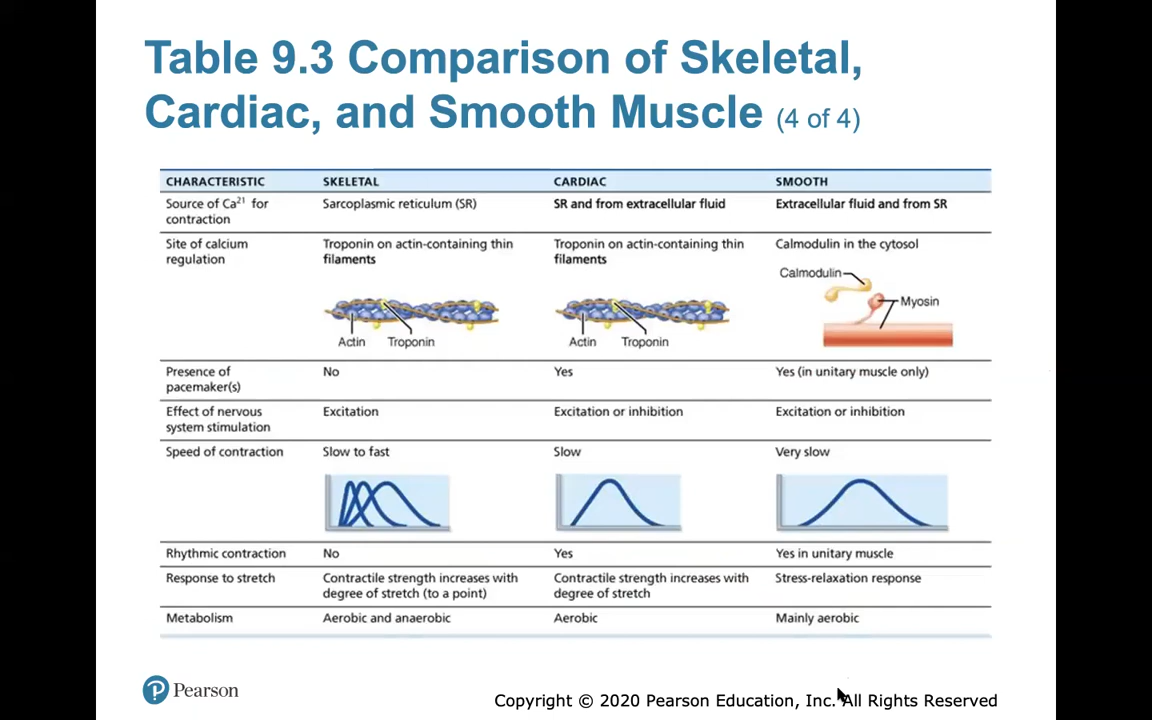 Table 9.3 Comparison of Skeletal,
Cardiac, and Smooth Muscle (4 of 4)
CHARACTERISTIC SKELETAL CARDIAC SMOOTH
Source of Ca21 for contraction Sarcoplasmic reticulum (SR) SR and from extracellular fluid Extracellular fluid and from SR
Site of calcium regulation Troponin on actin-containing thin filaments Troponin on actin-containing thin filaments Calmodulin in the cytosol
Calmodulin
Myosin
Actin Troponin Actin Troponin
Presence of pacemaker(s) No Yes Yes (in unitary muscle only)
Effect of nervous system stimulation Excitation Excitation or inhibition Excitation or inhibition
Speed of contraction Slow to fast Slow Very slow
Rhythmic contraction No Yes Yes in unitary muscle
Response to stretch Contractile strength increases with degree of stretch (to a point) Contractile strength increases with degree of stretch Stress-relaxation response
Metabolism Aerobic and anaerobic Aerobic Mainly aerobic
P Pearson
Copyright © 2020 Pearson Education, Inc. All Rights Reserved